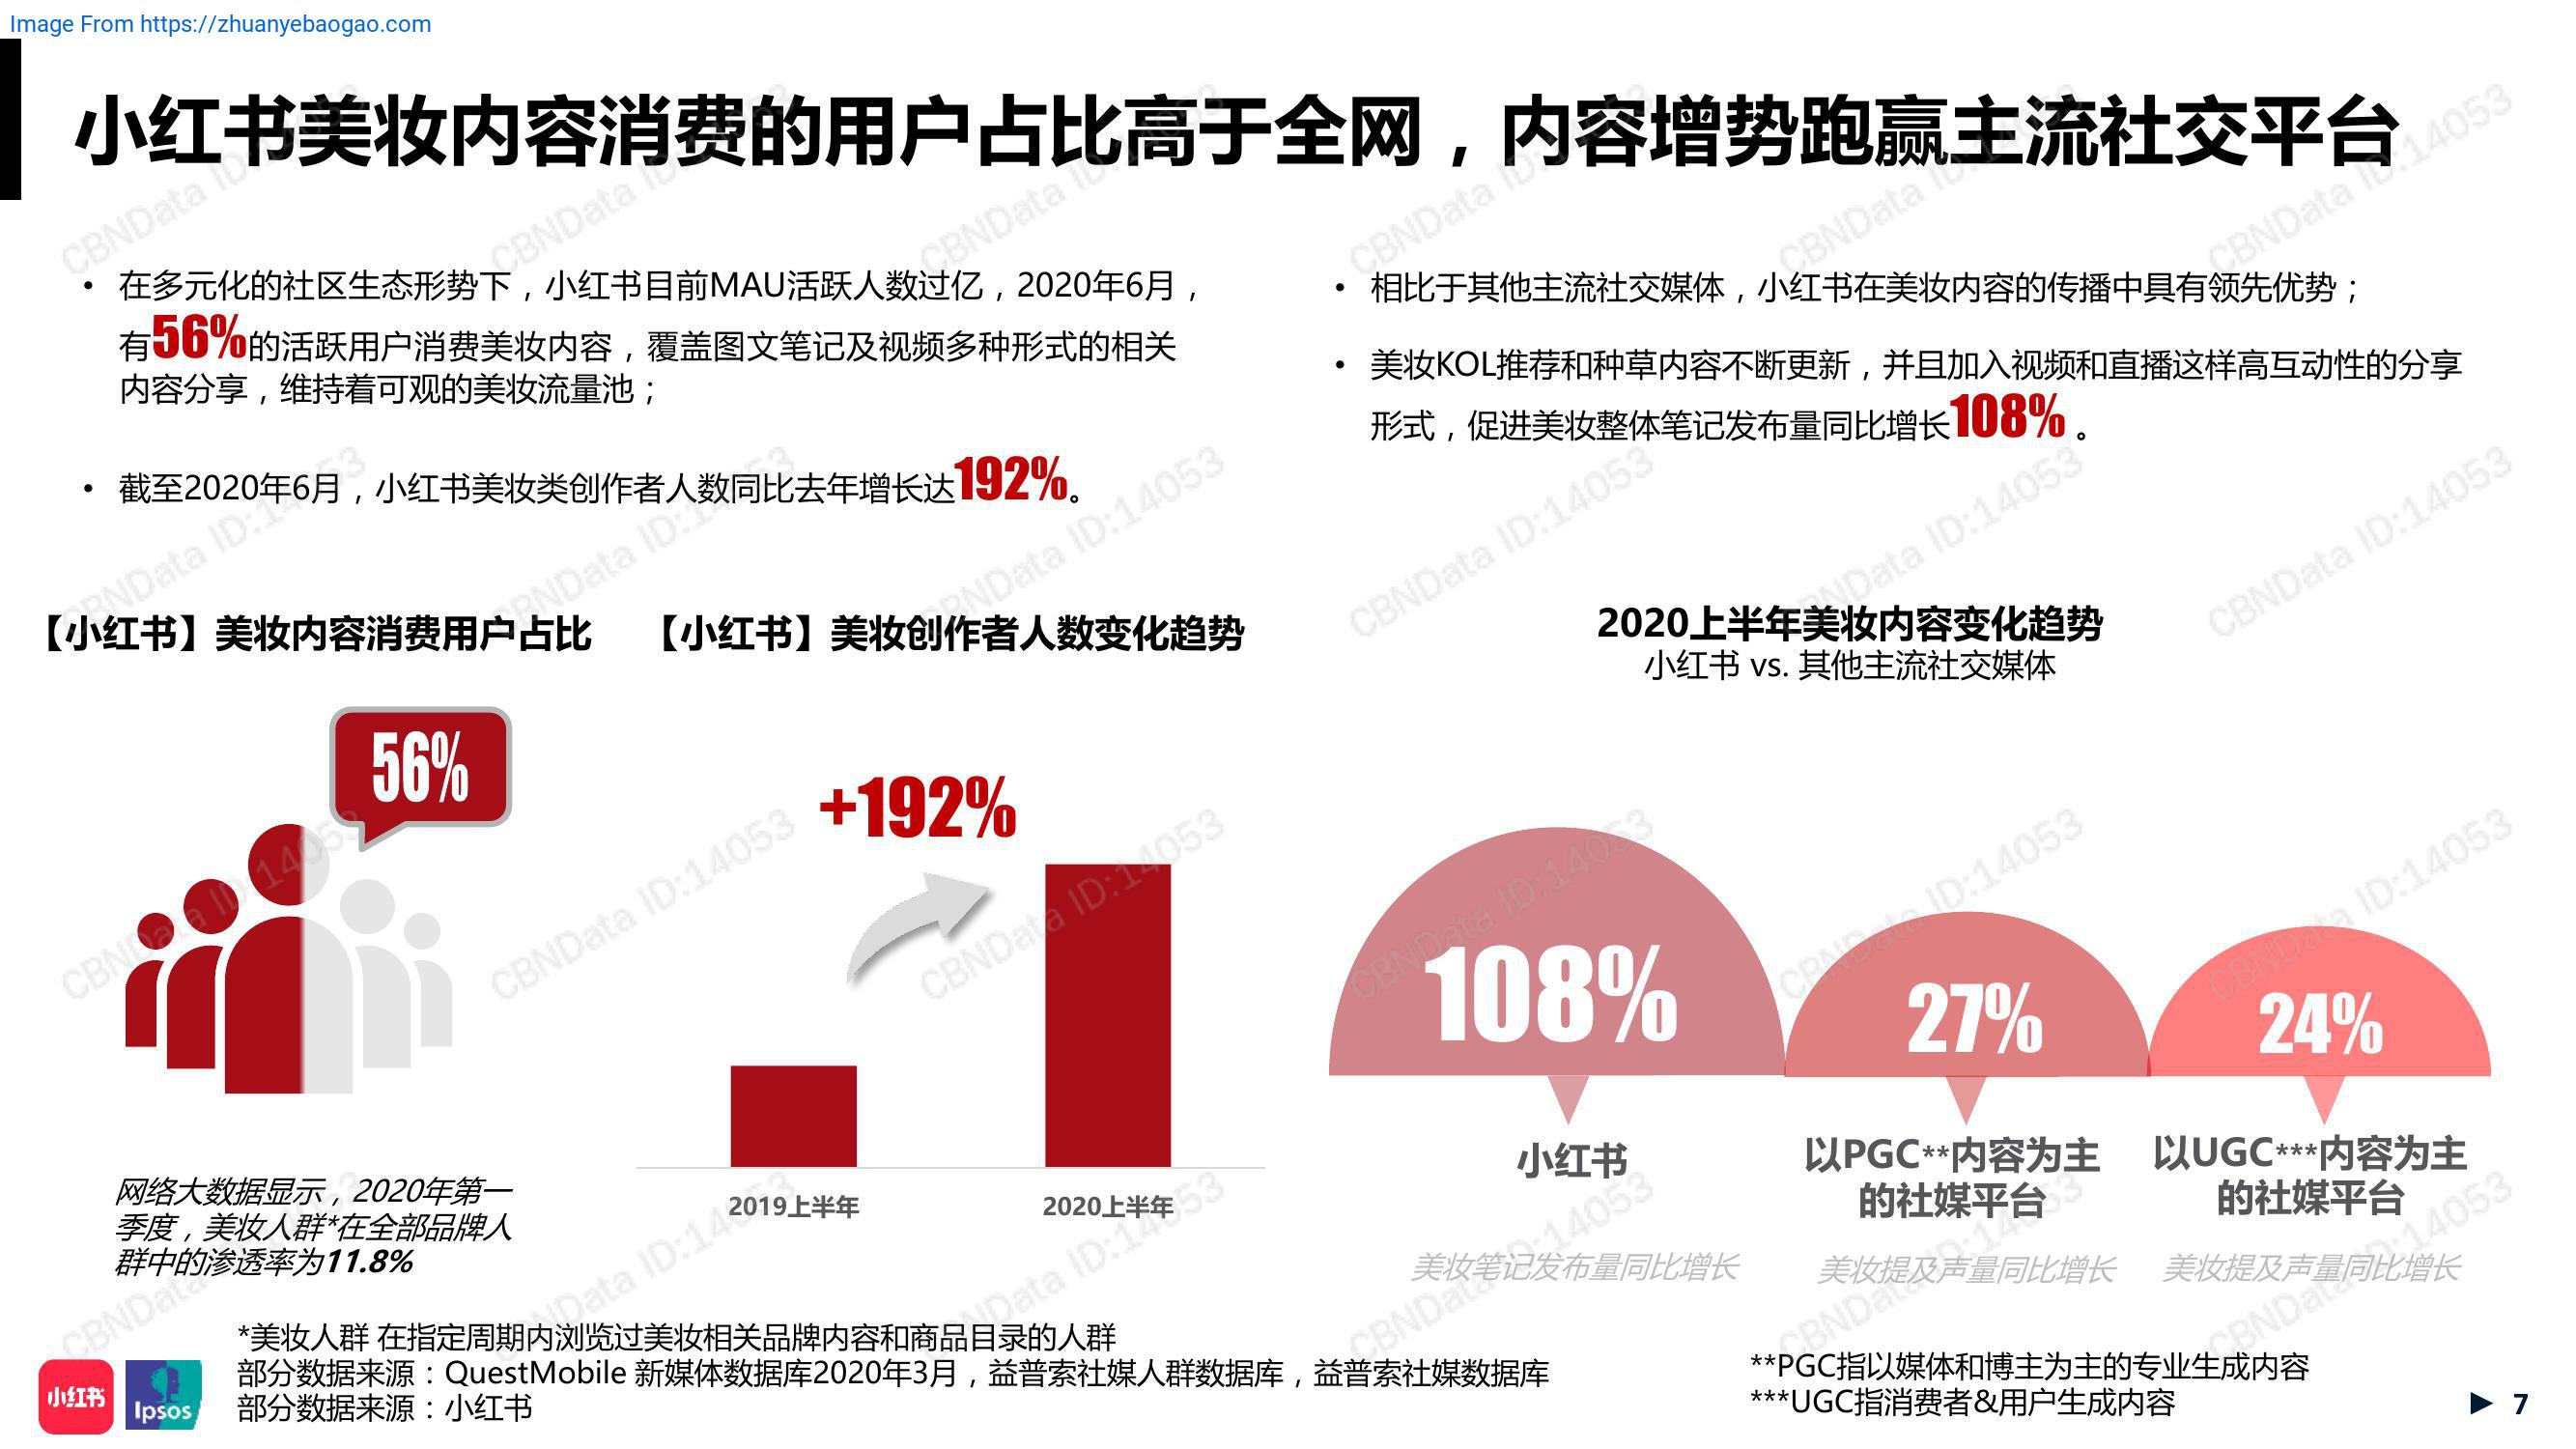 Image From https://zhuanyebaogao.com
小红书美妆内容消费的用户占比高于全网，内容增势跑赢主流社交平台
• 在多元化的社区生态形势下，小红书目前MAU活跃人数过亿，2020年6月，
有56%的活跃用户消费美妆内容，覆盖图文笔记及视频多种形式的相关
内容分享，维持着可观的美妆流量池；
• 截至2020年6月，小红书美妆类创作者人数同比去年增长达192%。
• 相比于其他主流社交媒体，小红书在美妆内容的传播中具有领先优势；
• 美妆KOL推荐和种草内容不断更新，并且加入视频和直播这样高互动性的分享
形式，促进美妆整体笔记发布量同比增长108% 。
【小红书】美妆内容消费用户占比
56%
网络大数据显示，2020年第一
季度，美妆人群*在全部品牌人
群中的渗透率为11.8%
【小红书】美妆创作者人数变化趋势
+192%
2019上半年
2020上半年
2020上半年美妆内容变化趋势
小红书 vs. 其他主流社交媒体
108%
27%
24%
小红书
以PGC**内容为主
的社媒平台
以UGC***内容为主
的社媒平台
美妆笔记发布量同比增长
美妆提及声量同比增长
美妆提及声量同比增长
*美妆人群 在指定周期内浏览过美妆相关品牌内容和商品目录的人群
部分数据来源：QuestMobile 新媒体数据库2020年3月，益普索社媒人群数据库，益普索社媒数据库
部分数据来源：小红书
**PGC指以媒体和博主为主的专业生成内容
***UGC指消费者&用户生成内容
小红书
Ipsos
7
CBNData ID:14053